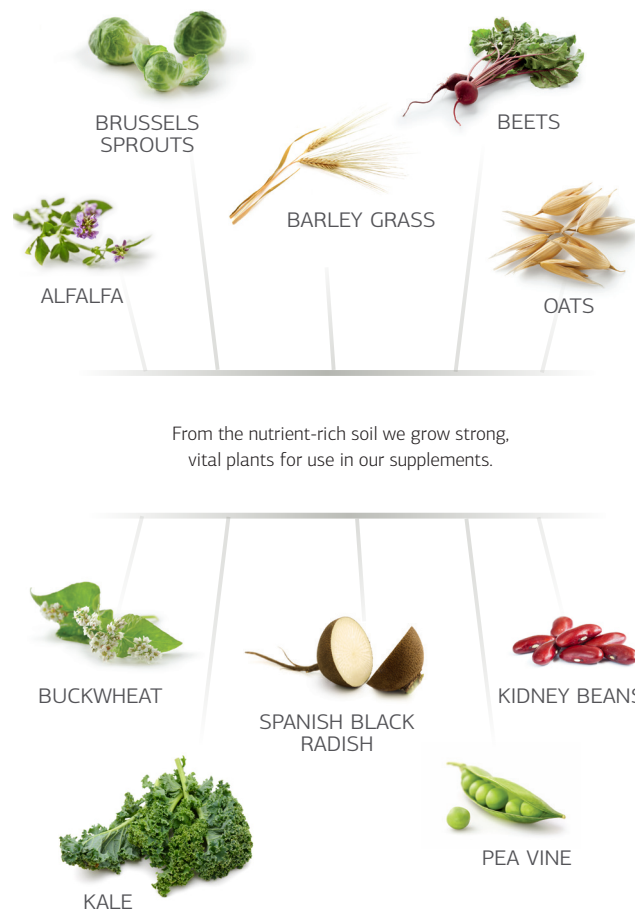 BRUSSELS
SPROUTS
BEETS
BARLEY GRASS
ALFALFA
OATS
From the nutrient-rich soil we grow strong,
vital plants for use in our supplements.
BUCKWHEAT
SPANISH BLACK
RADISH
KIDNEY BEANS
KALE
PEA VINE